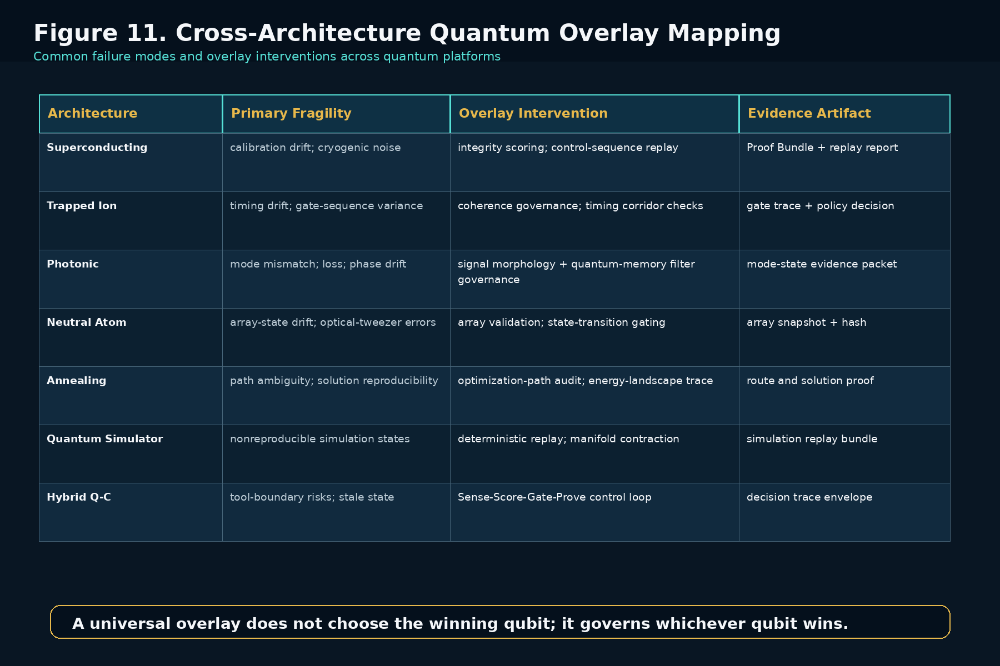 Figure 11. Cross-Architecture Quantum Overlay Mapping
Common failure modes and overlay interventions across quantum platforms
Architecture Primary Fragility Overlay Intervention Evidence Artifact
Superconducting calibration drift; cryogenic noise integrity scoring; control-sequence replay Proof Bundle + replay report
Trapped Ion timing drift; gate-sequence variance coherence governance; timing corridor checks gate trace + policy decision
Photonic mode mismatch; loss; phase drift signal morphology + quantum-memory filter mode-state evidence packet
governance
Neutral Atom array-state drift; optical-tweezer errors array validation; state-transition gating array snapshot + hash
Annealing path ambiguity; solution reproducibility optimization-path audit; energy-landscape trace route and solution proof
Quantum Simulator nonreproducible simulation states deterministic replay; manifold contraction simulation replay bundle
Hybrid Q-C tool-boundary risks; stale state Sense-Score-Gate-Prove control loop decision trace envelope
A universal overlay does not choose the winning qubit; it governs whichever qubit wins.